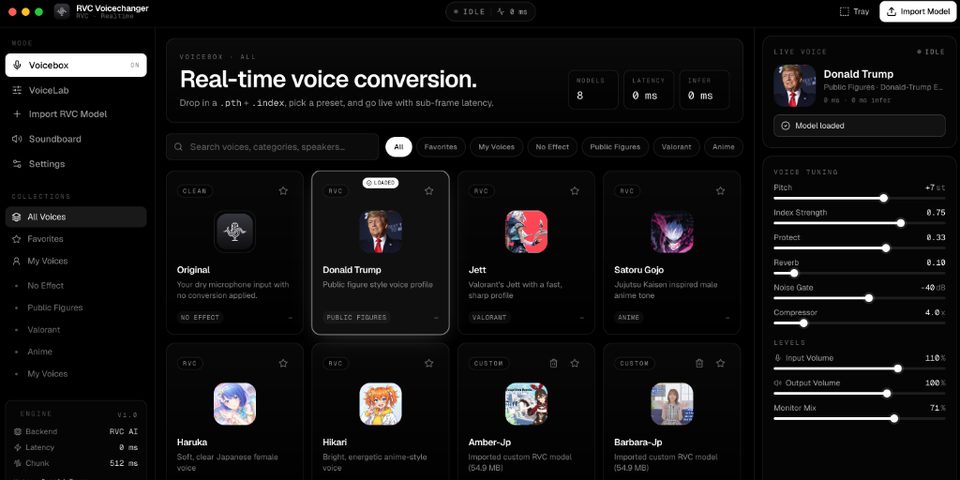 RVC Voicechanger
RVC · Realtime
IDLE 0 ms
Tray
Import Model
MODE
Voicebox ON
VoiceLab
Import RVC Model
Soundboard
Settings
COLLECTIONS
All Voices
Favorites
My Voices
No Effect
Public Figures
Valorant
Anime
My Voices
ENGINE V1.0
Backend RVC AI
Latency 0 ms
Chunk 512 ms
VOICEBOX · ALL
Real-time voice conversion.
Drop in a .pth + .index, pick a preset, and go live with sub-frame latency.
MODELS
8
LATENCY
0 ms
INFER
0 ms
Search voices, categories, speakers...
All
Favorites
My Voices
No Effect
Public Figures
Valorant
Anime
CLEAN
Original
Your dry microphone input with
no conversion applied.
NO EFFECT –
LOADED
RVC
Donald Trump
Public figure style voice profile
PUBLIC FIGURES –
RVC
Jett
Valorant's Jett with a fast,
sharp profile
VALORANT –
RVC
Satoru Gojo
Jujutsu Kaisen inspired male
anime tone
ANIME –
RVC
Haruka
Soft, clear Japanese female
voice
RVC
Hikari
Bright, energetic anime-style
voice
CUSTOM
Amber-Jp
Imported custom RVC model
(54.9 MB)
CUSTOM
Barbara-Jp
Imported custom RVC model
(54.9 MB)
LIVE VOICE IDLE
Donald Trump
Public Figures · Donald-Trump E...
0 ms · 0 ms infer
Model loaded
VOICE TUNING
Pitch +7 st
Index Strength 0.75
Protect 0.33
Reverb 0.10
Noise Gate -40 dB
Compressor 4.0 x
LEVELS
Input Volume 110 %
Output Volume 100 %
Monitor Mix 71 %